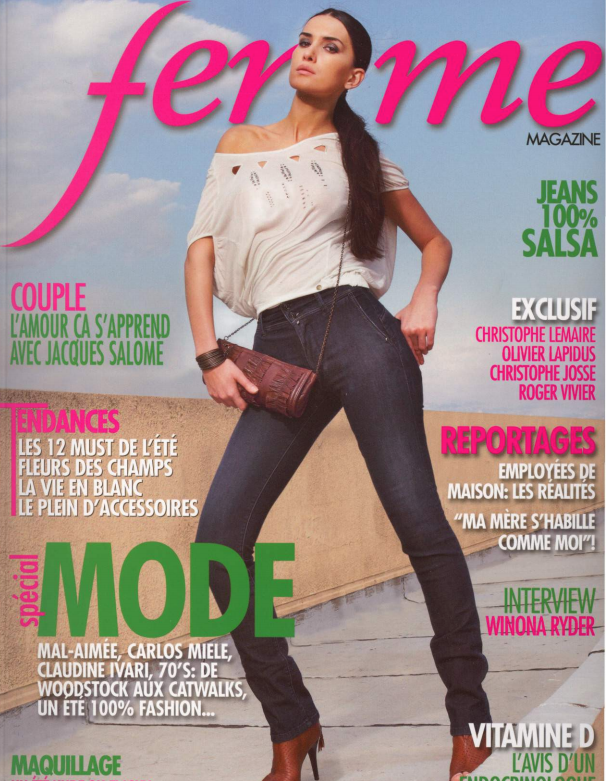 femme
MAGAZINE
JEANS
100%
SALSA
COUPLE
L'AMOUR ÇA S'APPREND
AVEC JACQUES SALOMÉ
EXCLUSIF
CHRISTOPHE LEMAIRE
OLIVIER LAPIDUS
CHRISTOPHE JOSSE
ROGER VIVIER
TENDANCES
LES 12 MUST DE L'ÉTÉ
FLEURS DES CHAMPS
LA VIE EN BLANC
LE PLEIN D'ACCESSOIRES
REPORTAGES
EMPLOYÉES DE
MAISON: LES RÉALITÉS
"MA MÈRE S'HABILLE
COMME MOI"!
spécial
MODE
MAL-AIMÉE, CARLOS MIELE,
CLAUDINE IVARI, 70'S: DE
WOODSTOCK AUX CATWALKS,
UN ÉTÉ 100% FASHION...
INTERVIEW
WINONA RYDER
VITAMINE D
L'AVIS D'UN
ENDOCRINOLOGUE
MAQUILLAGE